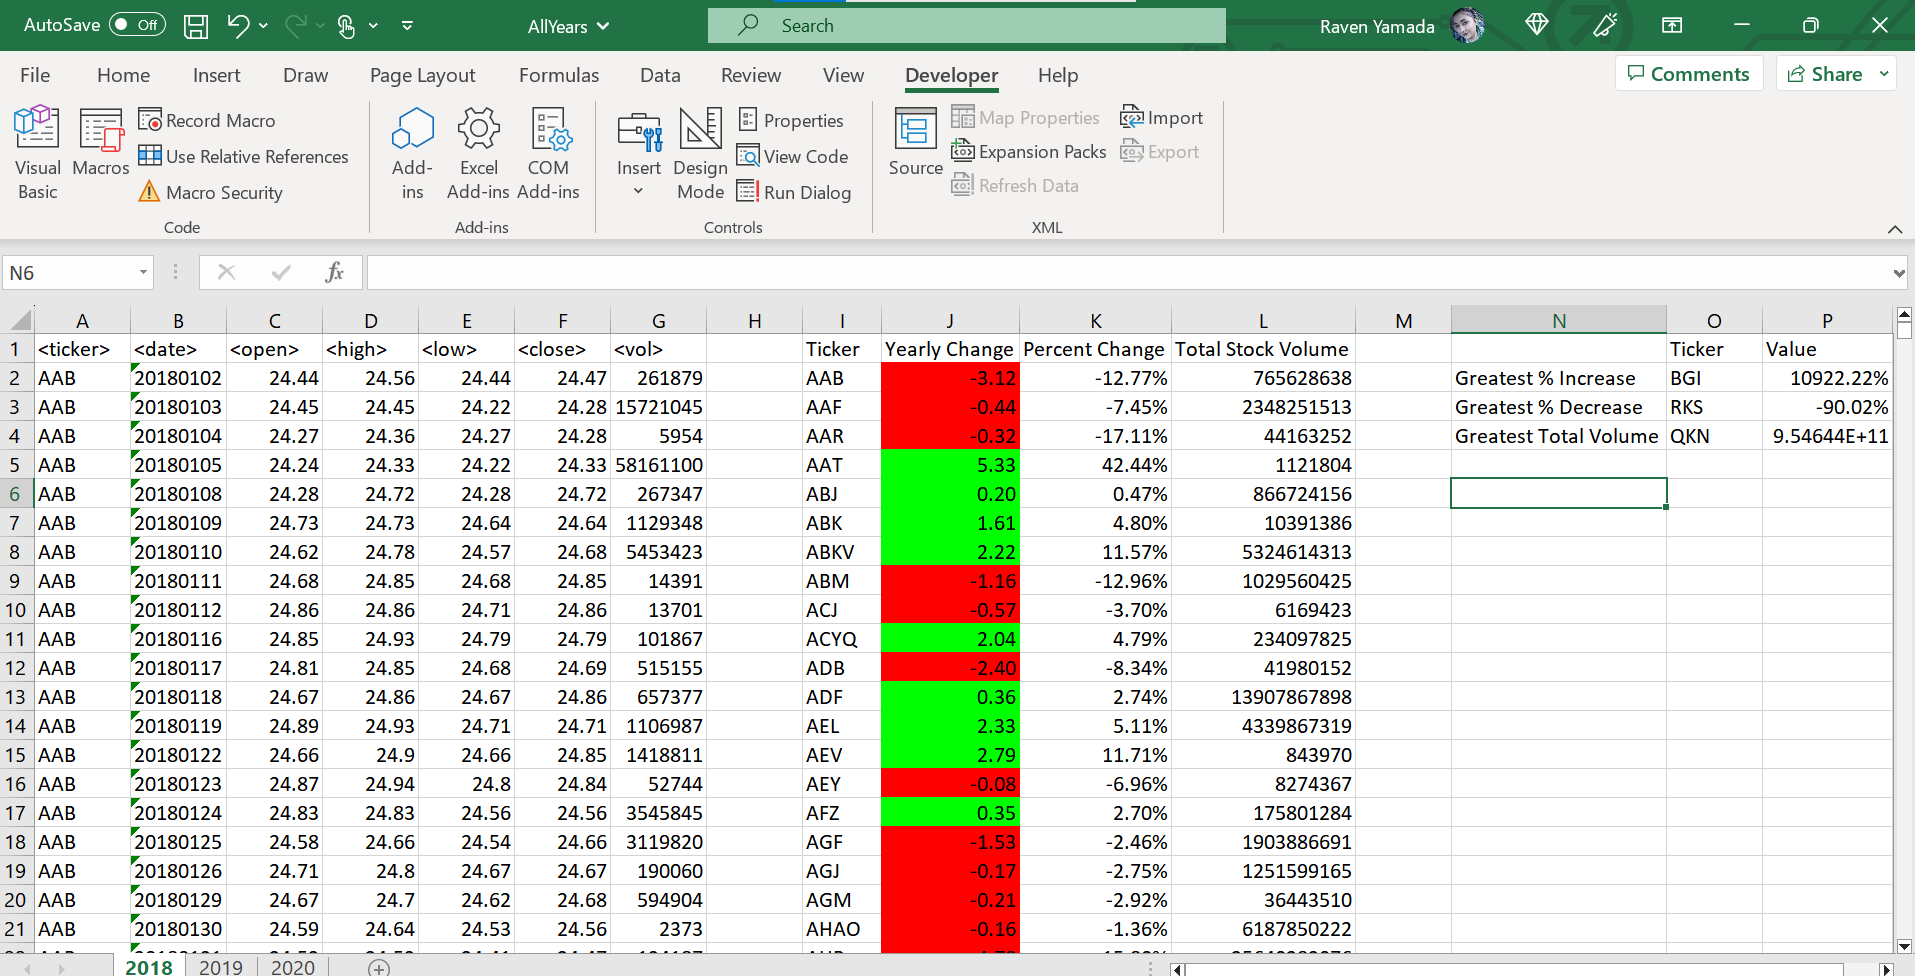 AutoSave Off AllYears Search Raven Yamada
File Home Insert Draw Page Layout Formulas Data Review View Developer Help Comments Share
Visual Basic
Macros
Record Macro
Use Relative References
Macro Security
Code
Add-ins
Excel Add-ins
COM Add-ins
Add-ins
Insert
Design Mode
Properties
View Code
Run Dialog
Controls
Source
Map Properties
Expansion Packs
Refresh Data
Import
Export
XML
N6 fx
A B C D E F G H I J K L M N O P
1 <ticker> <date> <open> <high> <low> <close> <vol> Ticker Yearly Change Percent Change Total Stock Volume Ticker Value
2 AAB 20180102 24.44 24.56 24.44 24.47 261879 AAB -3.12 -12.77% 765628638 Greatest % Increase BGI 10922.22%
3 AAB 20180103 24.45 24.45 24.22 24.28 15721045 AAF -0.44 -7.45% 2348251513 Greatest % Decrease RKS -90.02%
4 AAB 20180104 24.27 24.36 24.27 24.28 5954 AAR -0.32 -17.11% 44163252 Greatest Total Volume QKN 9.54644E+11
5 AAB 20180105 24.24 24.33 24.22 24.33 58161100 AAT 5.33 42.44% 1121804
6 AAB 20180108 24.28 24.72 24.28 24.72 267347 ABJ 0.20 0.47% 866724156
7 AAB 20180109 24.73 24.73 24.64 24.64 1129348 ABK 1.61 4.80% 10391386
8 AAB 20180110 24.62 24.78 24.57 24.68 5453423 ABKV 2.22 11.57% 5324614313
9 AAB 20180111 24.68 24.85 24.68 24.85 14391 ABM -1.16 -12.96% 1029560425
10 AAB 20180112 24.86 24.86 24.71 24.86 13701 ACJ -0.57 -3.70% 6169423
11 AAB 20180116 24.85 24.93 24.79 24.79 101867 ACYQ 2.04 4.79% 234097825
12 AAB 20180117 24.81 24.85 24.68 24.69 515155 ADB -2.40 -8.34% 41980152
13 AAB 20180118 24.67 24.86 24.67 24.86 657377 ADF 0.36 2.74% 13907867898
14 AAB 20180119 24.89 24.93 24.71 24.71 1106987 AEL 2.33 5.11% 4339867319
15 AAB 20180122 24.66 24.9 24.66 24.85 1418811 AEV 2.79 11.71% 843970
16 AAB 20180123 24.87 24.94 24.8 24.84 52744 AEY -0.08 -6.96% 8274367
17 AAB 20180124 24.83 24.83 24.56 24.56 3545845 AFZ 0.35 2.70% 175801284
18 AAB 20180125 24.58 24.66 24.54 24.66 3119820 AGF -1.53 -2.46% 1903886691
19 AAB 20180126 24.71 24.8 24.67 24.67 190060 AGJ -0.17 -2.75% 1251599165
20 AAB 20180129 24.67 24.7 24.62 24.68 594904 AGM -0.21 -2.92% 36443510
21 AAB 20180130 24.59 24.64 24.53 24.56 2373 AHAO -0.16 -1.36% 6187850222
2018 2019 2020